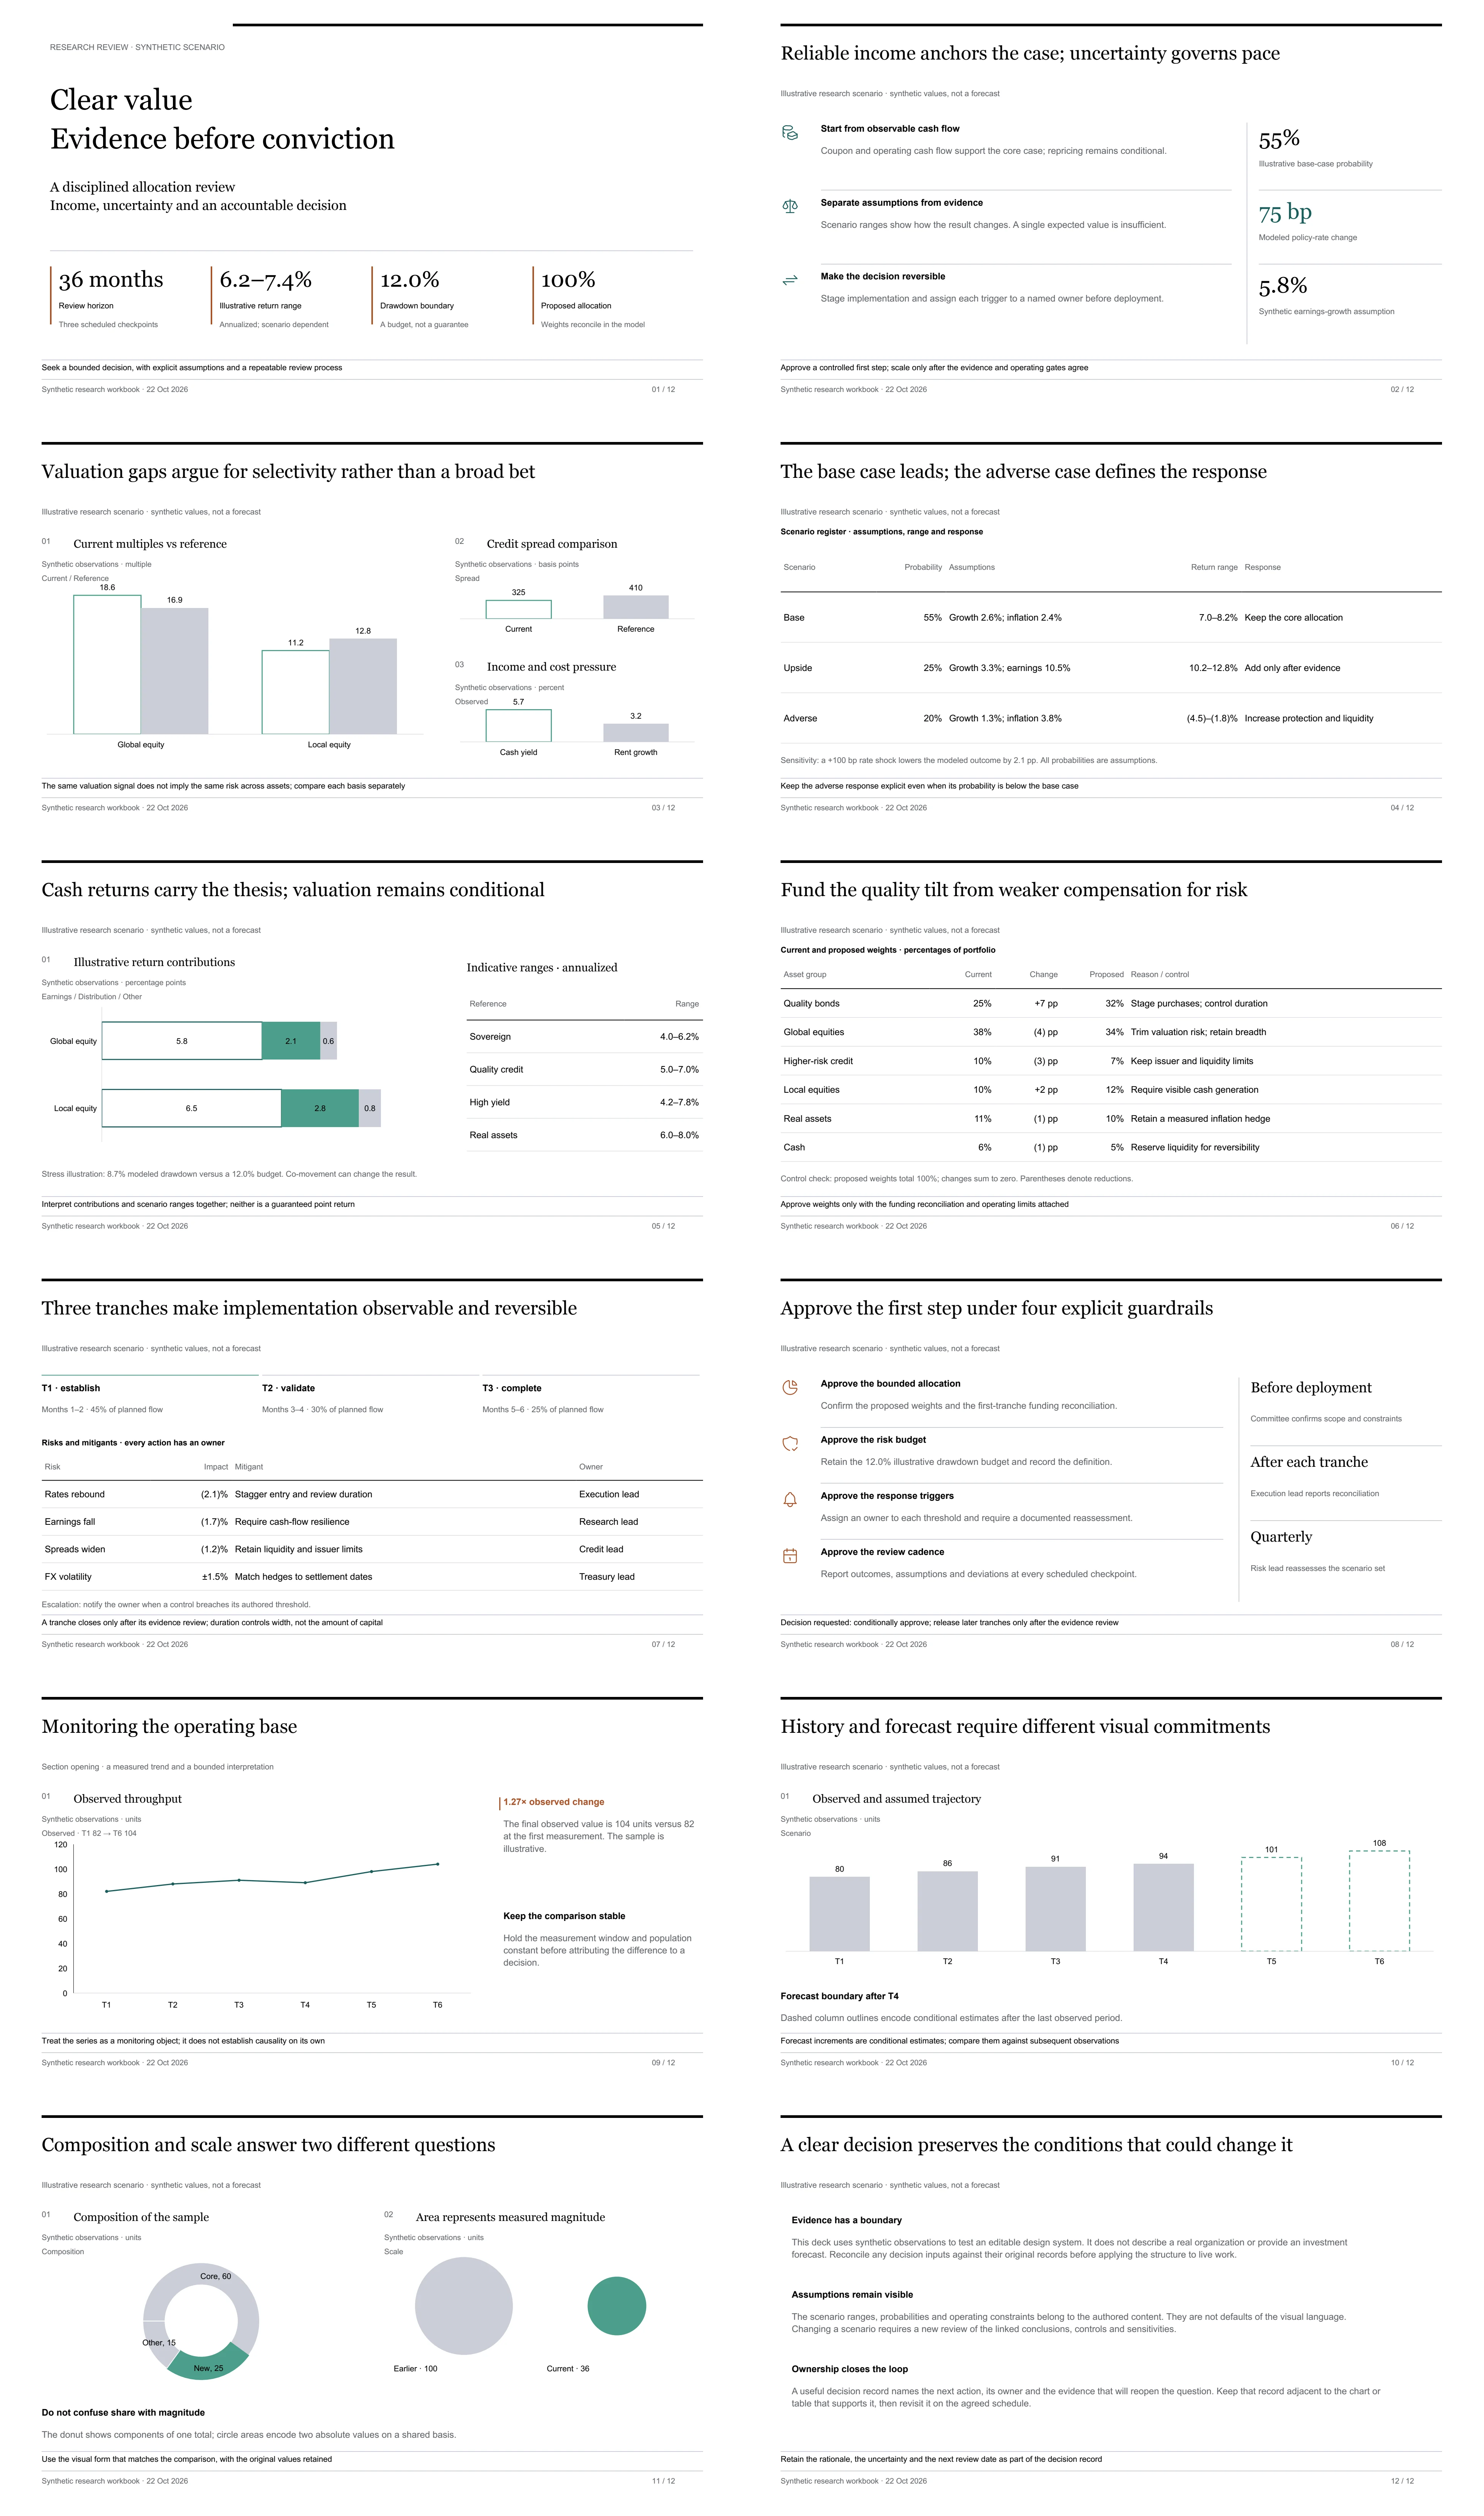 RESEARCH REVIEW · SYNTHETIC SCENARIO
Clear value
Evidence before conviction
A disciplined allocation review
Income, uncertainty and an accountable decision
36 months
Review horizon
Three scheduled checkpoints
6.2–7.4%
Illustrative return range
Annualized; scenario dependent
12.0%
Drawdown boundary
A budget, not a guarantee
100%
Proposed allocation
Weights reconcile in the model
Seek a bounded decision, with explicit assumptions and a repeatable review process
Synthetic research workbook · 22 Oct 2026 01 / 12
Reliable income anchors the case; uncertainty governs pace
Illustrative research scenario · synthetic values, not a forecast
Start from observable cash flow
Coupon and operating cash flow support the core case; repricing remains conditional.
Separate assumptions from evidence
Scenario ranges show how the result changes. A single expected value is insufficient.
Make the decision reversible
Stage implementation and assign each trigger to a named owner before deployment.
55%
Illustrative base-case probability
75 bp
Modeled policy-rate change
5.8%
Synthetic earnings-growth assumption
Approve a controlled first step; scale only after the evidence and operating gates agree
Synthetic research workbook · 22 Oct 2026 02 / 12
Valuation gaps argue for selectivity rather than a broad bet
Illustrative research scenario · synthetic values, not a forecast
01 Current multiples vs reference
Synthetic observations · multiple
Current / Reference
18.6
16.9
11.2
12.8
Global equity
Local equity
02 Credit spread comparison
Synthetic observations · basis points
Spread
325
410
Current
Reference
03 Income and cost pressure
Synthetic observations · percent
Observed
5.7
3.2
Cash yield
Rent growth
The same valuation signal does not imply the same risk across assets; compare each basis separately
Synthetic research workbook · 22 Oct 2026 03 / 12
The base case leads; the adverse case defines the response
Illustrative research scenario · synthetic values, not a forecast
Scenario register · assumptions, range and response
Scenario Probability Assumptions Return range Response
Base 55% Growth 2.6%; inflation 2.4% 7.0–8.2% Keep the core allocation
Upside 25% Growth 3.3%; earnings 10.5% 10.2–12.8% Add only after evidence
Adverse 20% Growth 1.3%; inflation 3.8% (4.5)–(1.8)% Increase protection and liquidity
Sensitivity: a +100 bp rate shock lowers the modeled outcome by 2.1 pp. All probabilities are assumptions.
Keep the adverse response explicit even when its probability is below the base case
Synthetic research workbook · 22 Oct 2026 04 / 12
Cash returns carry the thesis; valuation remains conditional
Illustrative research scenario · synthetic values, not a forecast
01 Illustrative return contributions
Synthetic observations · percentage points
Earnings / Distribution / Other
Global equity 5.8 2.1 0.6
Local equity 6.5 2.8 0.8
Indicative ranges · annualized
Reference Range
Sovereign 4.0–6.2%
Quality credit 5.0–7.0%
High yield 4.2–7.8%
Real assets 6.0–8.0%
Stress illustration: 8.7% modeled drawdown versus a 12.0% budget. Co-movement can change the result.
Interpret contributions and scenario ranges together; neither is a guaranteed point return
Synthetic research workbook · 22 Oct 2026 05 / 12
Fund the quality tilt from weaker compensation for risk
Illustrative research scenario · synthetic values, not a forecast
Current and proposed weights · percentages of portfolio
Asset group Current Change Proposed Reason / control
Quality bonds 25% +7 pp 32% Stage purchases; control duration
Global equities 38% (4) pp 34% Trim valuation risk; retain breadth
Higher-risk credit 10% (3) pp 7% Keep issuer and liquidity limits
Local equities 10% +2 pp 12% Require visible cash generation
Real assets 11% (1) pp 10% Retain a measured inflation hedge
Cash 6% (1) pp 5% Reserve liquidity for reversibility
Control check: proposed weights total 100%; changes sum to zero. Parentheses denote reductions.
Approve weights only with the funding reconciliation and operating limits attached
Synthetic research workbook · 22 Oct 2026 06 / 12
Three tranches make implementation observable and reversible
Illustrative research scenario · synthetic values, not a forecast
T1 · establish
Months 1–2 · 45% of planned flow
T2 · validate
Months 3–4 · 30% of planned flow
T3 · complete
Months 5–6 · 25% of planned flow
Risks and mitigants · every action has an owner
Risk Impact Mitigant Owner
Rates rebound (2.1)% Stagger entry and review duration Execution lead
Earnings fall (1.7)% Require cash-flow resilience Research lead
Spreads widen (1.2)% Retain liquidity and issuer limits Credit lead
FX volatility ±1.5% Match hedges to settlement dates Treasury lead
Escalation: notify the owner when a control breaches its authored threshold.
A tranche closes only after its evidence review; duration controls width, not the amount of capital
Synthetic research workbook · 22 Oct 2026 07 / 12
Approve the first step under four explicit guardrails
Illustrative research scenario · synthetic values, not a forecast
Approve the bounded allocation
Confirm the proposed weights and the first-tranche funding reconciliation.
Approve the risk budget
Retain the 12.0% illustrative drawdown budget and record the definition.
Approve the response triggers
Assign an owner to each threshold and require a documented reassessment.
Approve the review cadence
Report outcomes, assumptions and deviations at every scheduled checkpoint.
Before deployment
Committee confirms scope and constraints
After each tranche
Execution lead reports reconciliation
Quarterly
Risk lead reassesses the scenario set
Decision requested: conditionally approve; release later tranches only after the evidence review
Synthetic research workbook · 22 Oct 2026 08 / 12
Monitoring the operating base
Section opening · a measured trend and a bounded interpretation
01 Observed throughput
Synthetic observations · units
Observed · T1 82 → T6 104
120
100
80
60
40
20
0
T1 T2 T3 T4 T5 T6
1.27× observed change
The final observed value is 104 units versus 82
at the first measurement. The sample is
illustrative.
Keep the comparison stable
Hold the measurement window and population
constant before attributing the difference to a
decision.
Treat the series as a monitoring object; it does not establish causality on its own
Synthetic research workbook · 22 Oct 2026 09 / 12
History and forecast require different visual commitments
Illustrative research scenario · synthetic values, not a forecast
01 Observed and assumed trajectory
Synthetic observations · units
Scenario
80 86 91 94 101 108
T1 T2 T3 T4 T5 T6
Forecast boundary after T4
Dashed column outlines encode conditional estimates after the last observed period.
Forecast increments are conditional estimates; compare them against subsequent observations
Synthetic research workbook · 22 Oct 2026 10 / 12
Composition and scale answer two different questions
Illustrative research scenario · synthetic values, not a forecast
01 Composition of the sample
Synthetic observations · units
Composition
Core, 60
Other, 15
New, 25
02 Area represents measured magnitude
Synthetic observations · units
Scale
Earlier · 100
Current · 36
Do not confuse share with magnitude
The donut shows components of one total; circle areas encode two absolute values on a shared basis.
Use the visual form that matches the comparison, with the original values retained
Synthetic research workbook · 22 Oct 2026 11 / 12
A clear decision preserves the conditions that could change it
Illustrative research scenario · synthetic values, not a forecast
Evidence has a boundary
This deck uses synthetic observations to test an editable design system. It does not describe a real organization or provide an investment
forecast. Reconcile any decision inputs against their original records before applying the structure to live work.
Assumptions remain visible
The scenario ranges, probabilities and operating constraints belong to the authored content. They are not defaults of the visual language.
Changing a scenario requires a new review of the linked conclusions, controls and sensitivities.
Ownership closes the loop
A useful decision record names the next action, its owner and the evidence that will reopen the question. Keep that record adjacent to the chart or
table that supports it, then revisit it on the agreed schedule.
Retain the rationale, the uncertainty and the next review date as part of the decision record
Synthetic research workbook · 22 Oct 2026 12 / 12